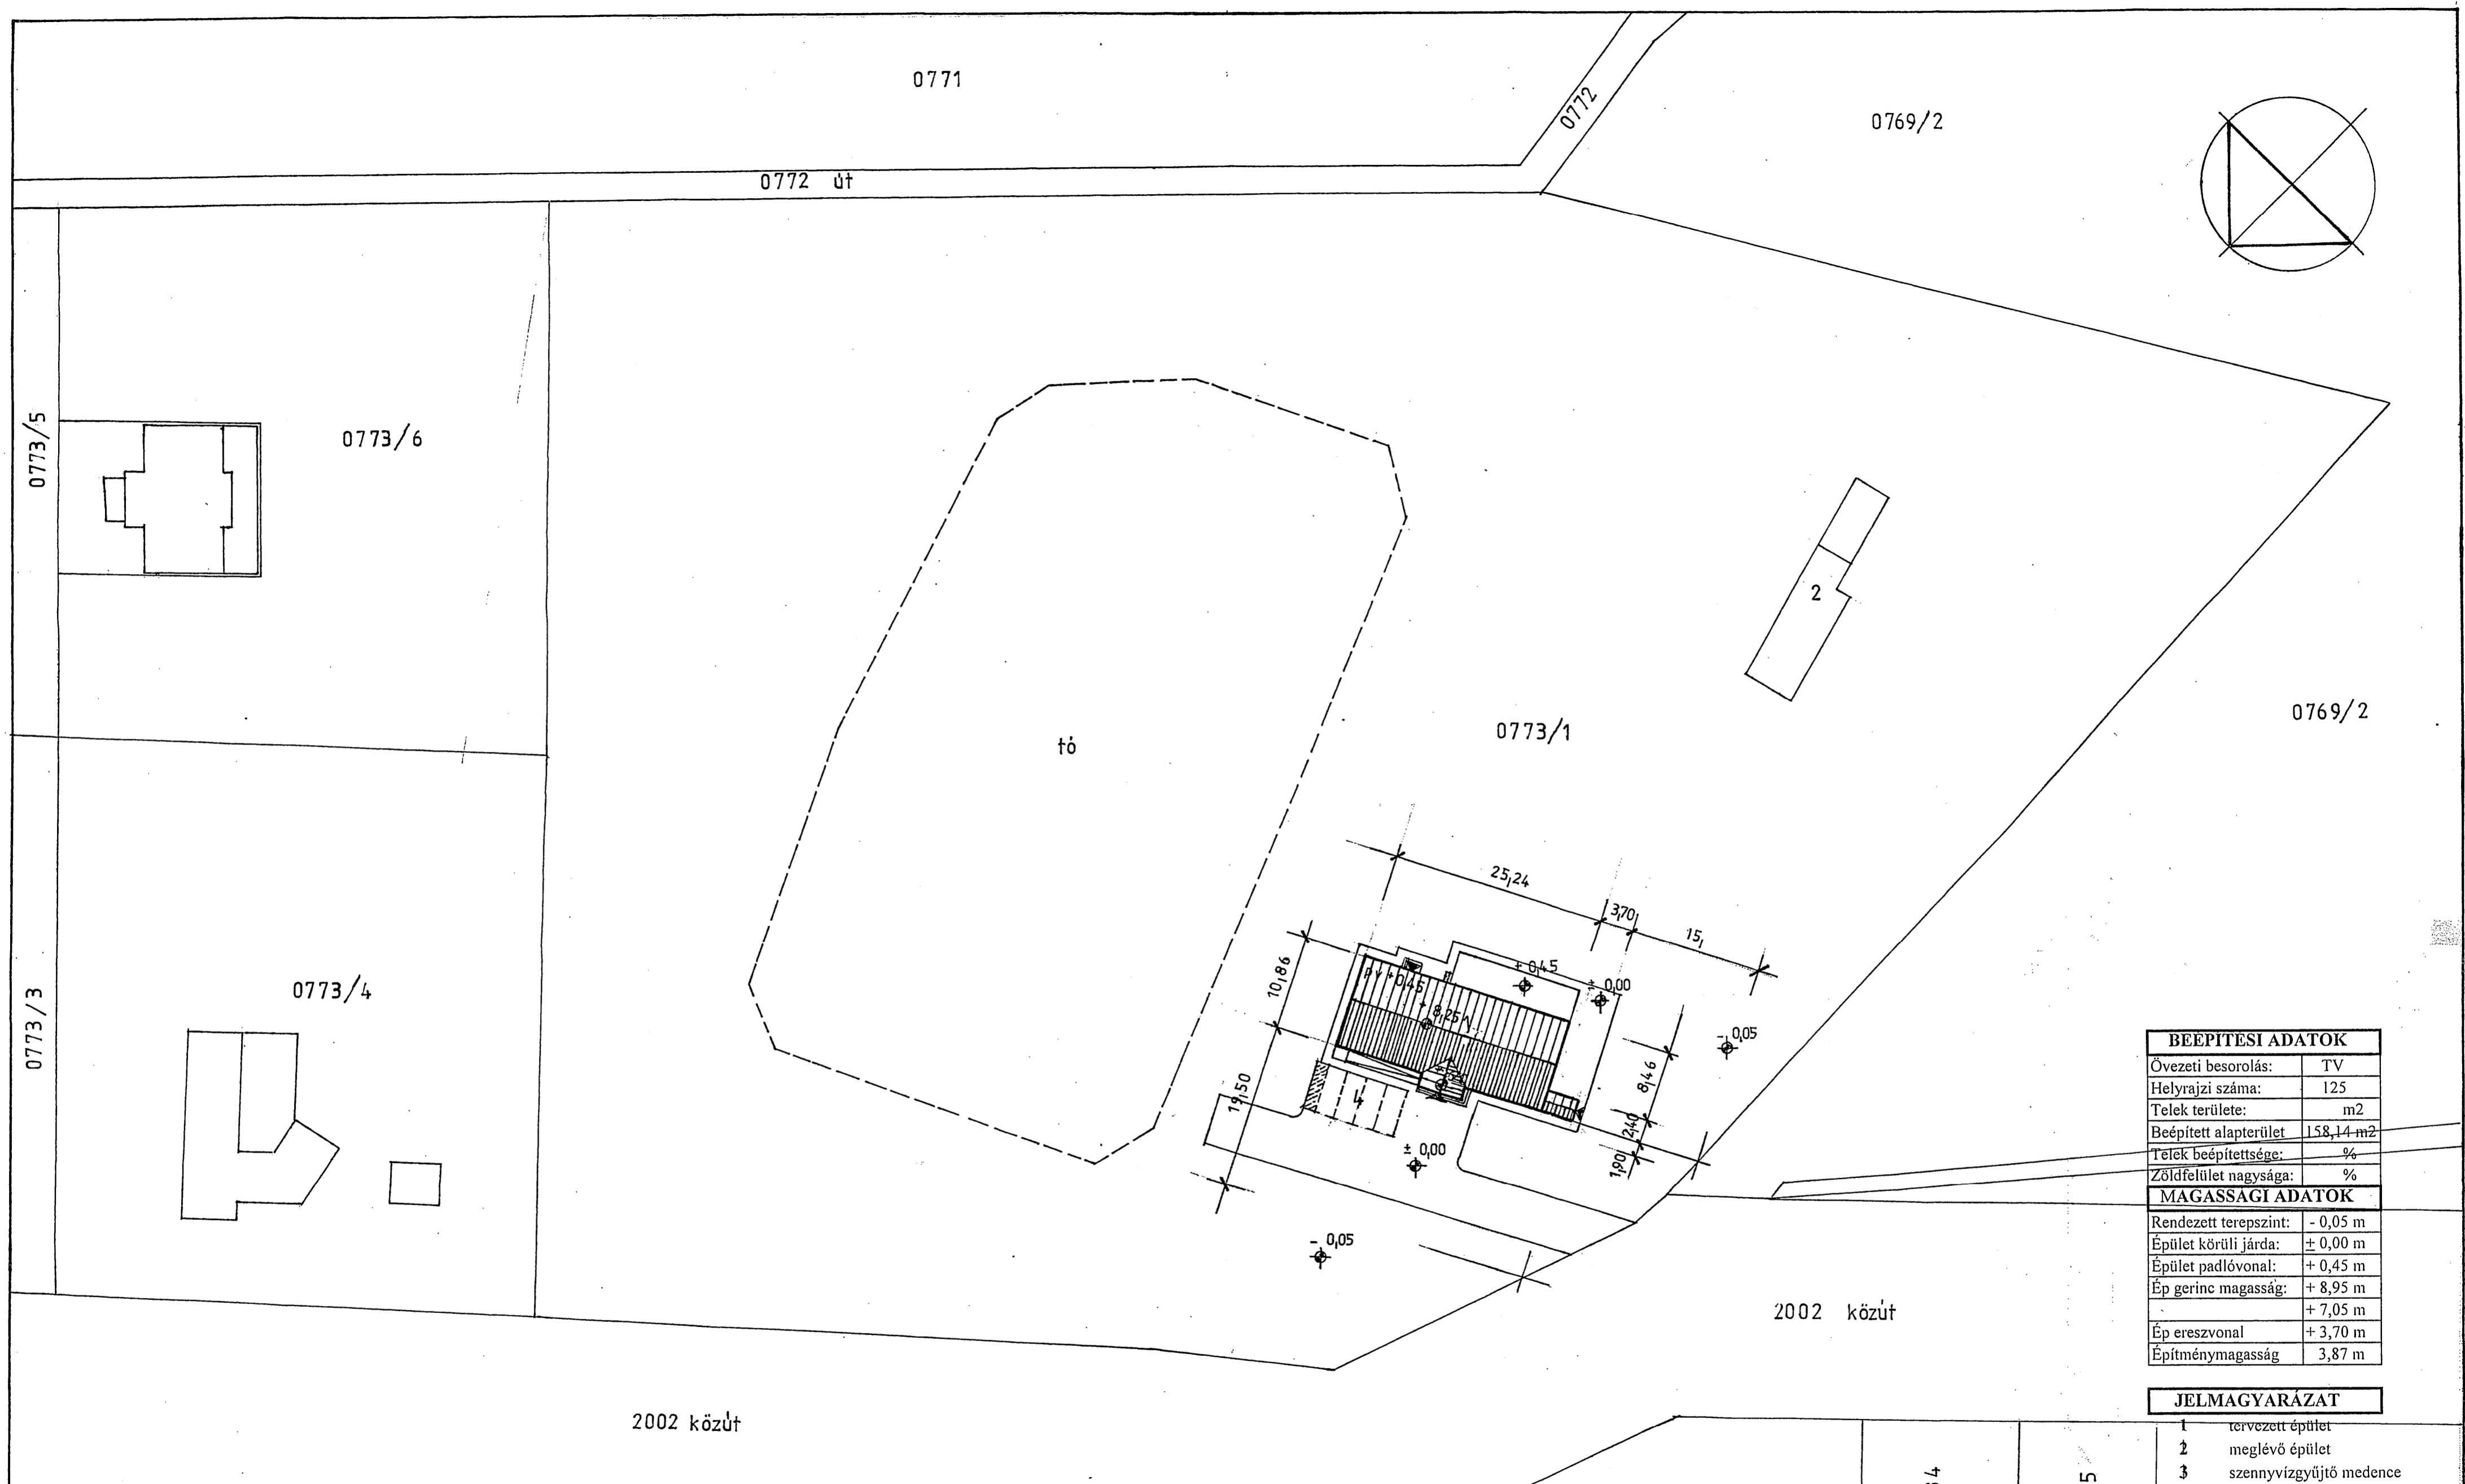 0771
0772
0769/2
0772 út
0773/5
0773/6
2
0769/2
0773/1
tó
25,24
3,70
15,
10,86
pv +0,45
+ 0,45
± 0,00
8,25
- 0,05
0773/3
0773/4
8,46
19,50
4
2,40
± 0,00
1,90
- 0,05
2002 közút
2002 közút
BEÉPÍTÉSI ADATOK
Övezeti besorolás: TV
Helyrajzi száma: 125
Telek területe: m2
Beépített alapterület 158,14 m2
Telek beépítettsége: %
Zöldfelület nagysága: %
MAGASSÁGI ADATOK
Rendezett terepszint: - 0,05 m
Épület körüli járda: ± 0,00 m
Épület padlóvonal: + 0,45 m
Ép gerinc magasság: + 8,95 m
+ 7,05 m
Ép ereszvonal + 3,70 m
Építménymagasság 3,87 m
JELMAGYARÁZAT
1 tervezett épület
2 meglévő épület
3 szennyvízgyűjtő medence